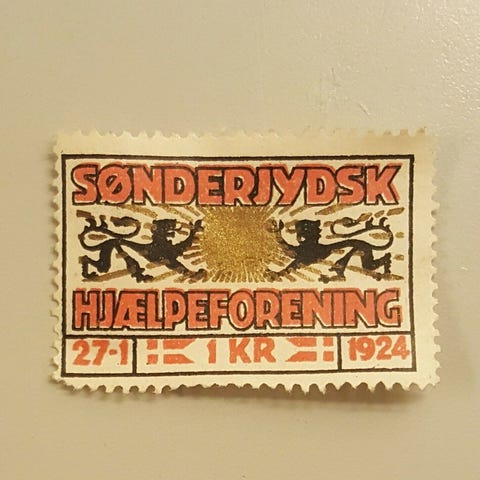 SØNDERJYDSK
HJÆLPEFORENING
27-1 1 KR 1924